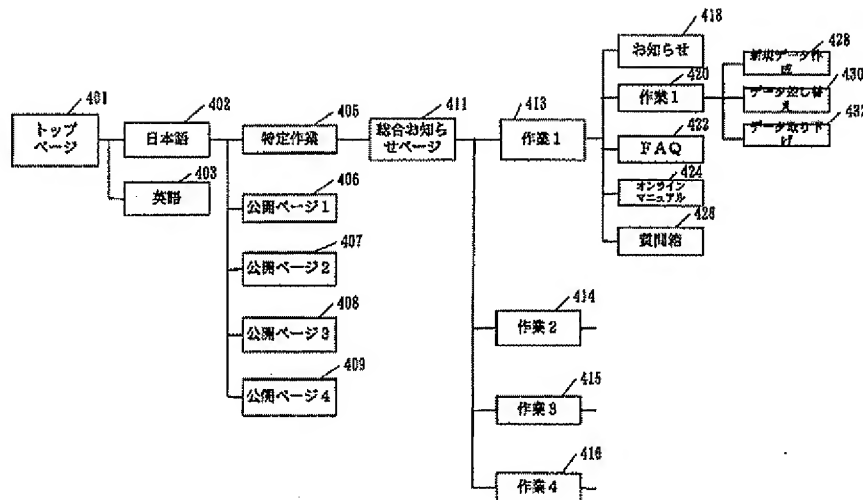 418
お知らせ
428
新規データ作
成
401
402
405
411
413
420
430
トップ
ページ
日本語
特定作業
総合お知ら
せページ
作業1
作業1
データ差し替
え
403
406
422
432
英語
公開ページ1
FAQ
データ取り下
げ
424
オンライン
マニュアル
407
426
公開ページ2
質問箱
408
414
公開ページ3
作業2
409
415
公開ページ4
作業3
416
作業4